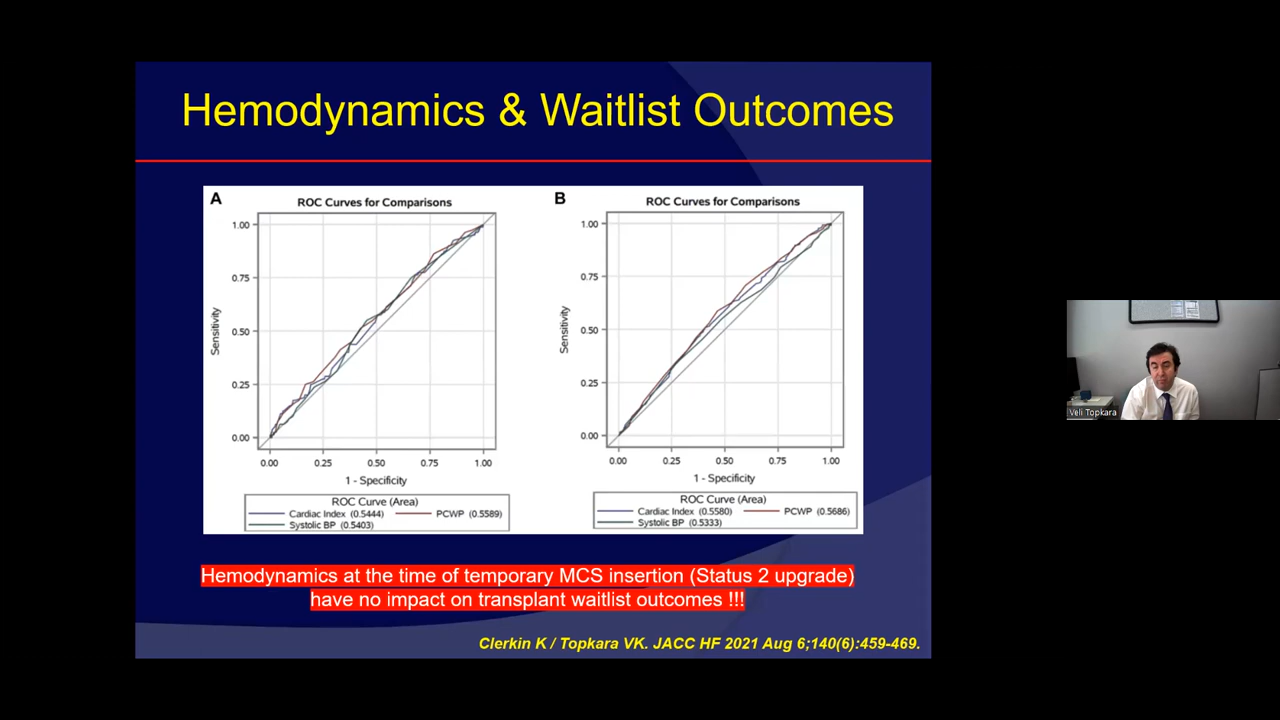 Hemodynamics & Waitlist Outcomes
A
ROC Curves for Comparisons
1.00
0.75
0.50
0.25
0.00
Sensitivity
0.00 0.25 0.50 0.75 1.00
1 - Specificity
ROC Curve (Area)
Cardiac Index (0.5444) PCWP (0.5589)
Systolic BP (0.5403)
B
ROC Curves for Comparisons
1.00
0.75
0.50
0.25
0.00
Sensitivity
0.00 0.25 0.50 0.75 1.00
1 - Specificity
ROC Curve (Area)
Cardiac Index (0.5580) PCWP (0.5686)
Systolic BP (0.5333)
Hemodynamics at the time of temporary MCS insertion (Status 2 upgrade)
have no impact on transplant waitlist outcomes !!!
Clerkin K / Topkara VK. JACC HF 2021 Aug 6;140(6):459-469.
Veli Topkara